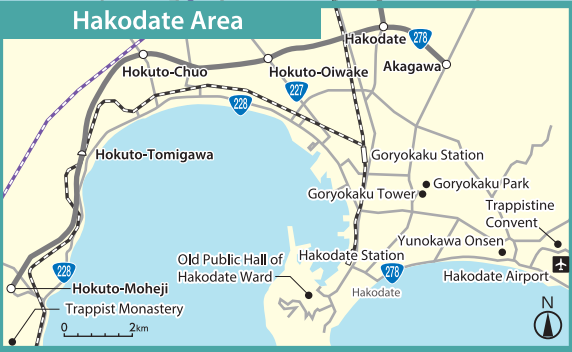 Hakodate Area
278
Hakodate
Hokuto-Chuo
Hokuto-Oiwake
Akagawa
227
228
Hokuto-Tomigawa
Goryokaku Station
Goryokaku Park
Goryokaku Tower
Trappistine
Convent
Yunokawa Onsen
Old Public Hall of
Hakodate Ward
Hakodate Station
278
Hakodate Airport
228
Hakodate
Hokuto-Moheji
Trappist Monastery
N
0 2km